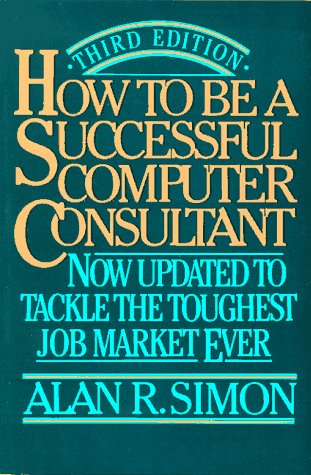 · THIRD EDITION ·
HOW TO BE A
SUCCESSFUL
COMPUTER
CONSULTANT
NOW UPDATED TO
TACKLE THE TOUGHEST
JOB MARKET EVER
ALAN R. SIMON